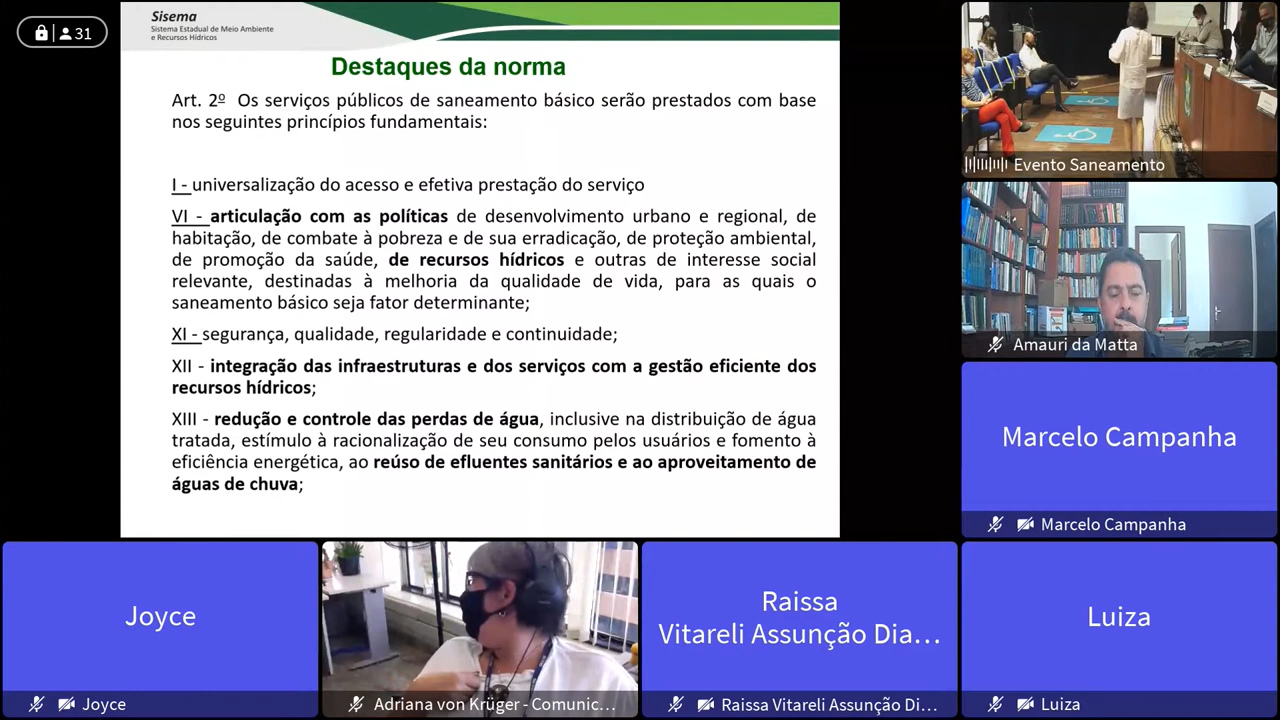 31
Sisema
Sistema Estadual de Meio Ambiente
e Recursos Hídricos
Destaques da norma
Art. 2º Os serviços públicos de saneamento básico serão prestados com base
nos seguintes princípios fundamentais:
I - universalização do acesso e efetiva prestação do serviço
VI - articulação com as políticas de desenvolvimento urbano e regional, de
habitação, de combate à pobreza e de sua erradicação, de proteção ambiental,
de promoção da saúde, de recursos hídricos e outras de interesse social
relevante, destinadas à melhoria da qualidade de vida, para as quais o
saneamento básico seja fator determinante;
XI - segurança, qualidade, regularidade e continuidade;
XII - integração das infraestruturas e dos serviços com a gestão eficiente dos
recursos hídricos;
XIII - redução e controle das perdas de água, inclusive na distribuição de água
tratada, estímulo à racionalização de seu consumo pelos usuários e fomento à
eficiência energética, ao reúso de efluentes sanitários e ao aproveitamento de
águas de chuva;
Evento Saneamento
Amauri da Matta
Marcelo Campanha
Marcelo Campanha
Joyce
Joyce
Adriana von Krüger - Comunic...
Raissa
Vitareli Assunção Dia...
Raissa Vitareli Assunção Di...
Luiza
Luiza